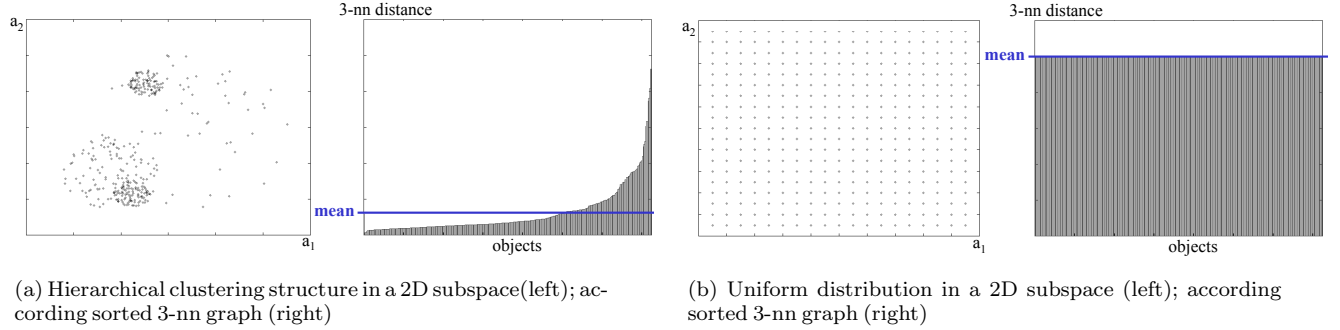 a2
a1
3-nn distance
mean
objects
a2
a1
3-nn distance
mean
objects
(a) Hierarchical clustering structure in a 2D subspace(left); ac-
cording sorted 3-nn graph (right)
(b) Uniform distribution in a 2D subspace (left); according
sorted 3-nn graph (right)